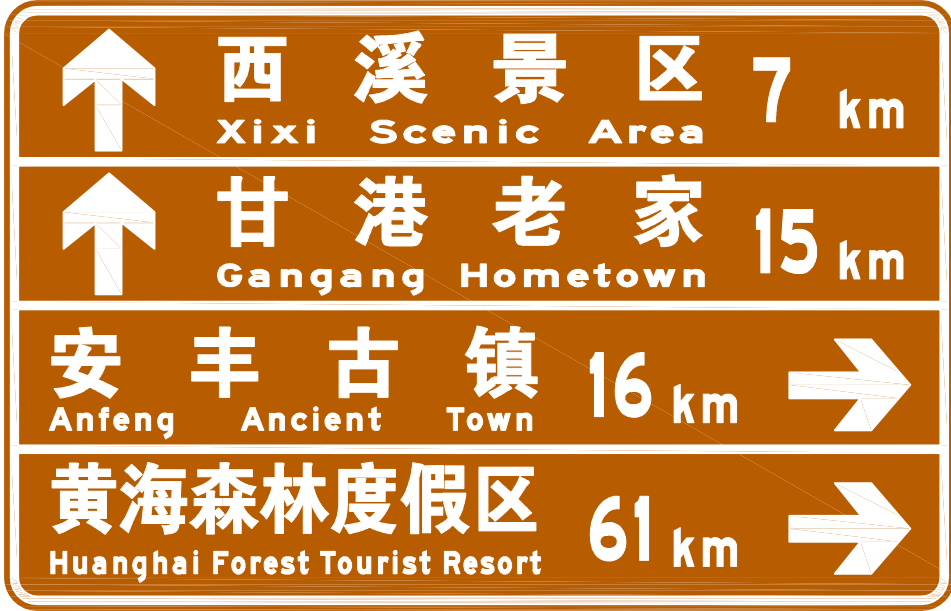 西溪景区 7 km
Xixi Scenic Area
甘港老家 15 km
Gangang Hometown
安丰古镇 16 km
Anfeng Ancient Town
黄海森林度假区 61 km
Huanghai Forest Tourist Resort